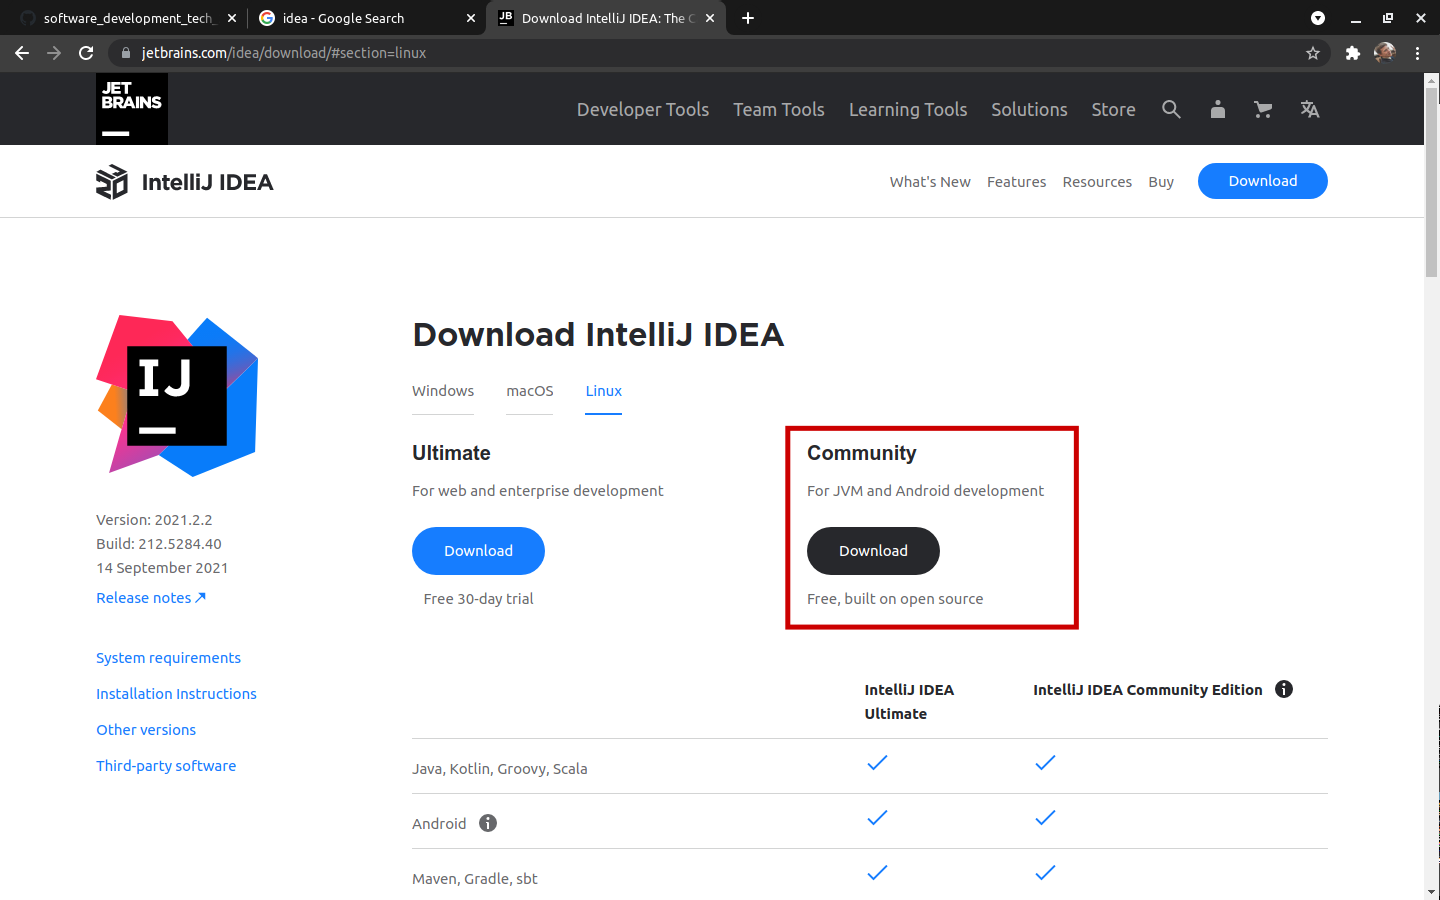 software_development_tech_
idea - Google Search
Download IntelliJ IDEA: The C
jetbrains.com/idea/download/#section=linux
JET
BRAINS
Developer Tools
Team Tools
Learning Tools
Solutions
Store
IntelliJ IDEA
What's New
Features
Resources
Buy
Download
IJ
Version: 2021.2.2
Build: 212.5284.40
14 September 2021
Release notes ↗
System requirements
Installation Instructions
Other versions
Third-party software
Download IntelliJ IDEA
Windows
macOS
Linux
Ultimate
For web and enterprise development
Download
Free 30-day trial
Community
For JVM and Android development
Download
Free, built on open source
IntelliJ IDEA
Ultimate
IntelliJ IDEA Community Edition
Java, Kotlin, Groovy, Scala
Android
Maven, Gradle, sbt